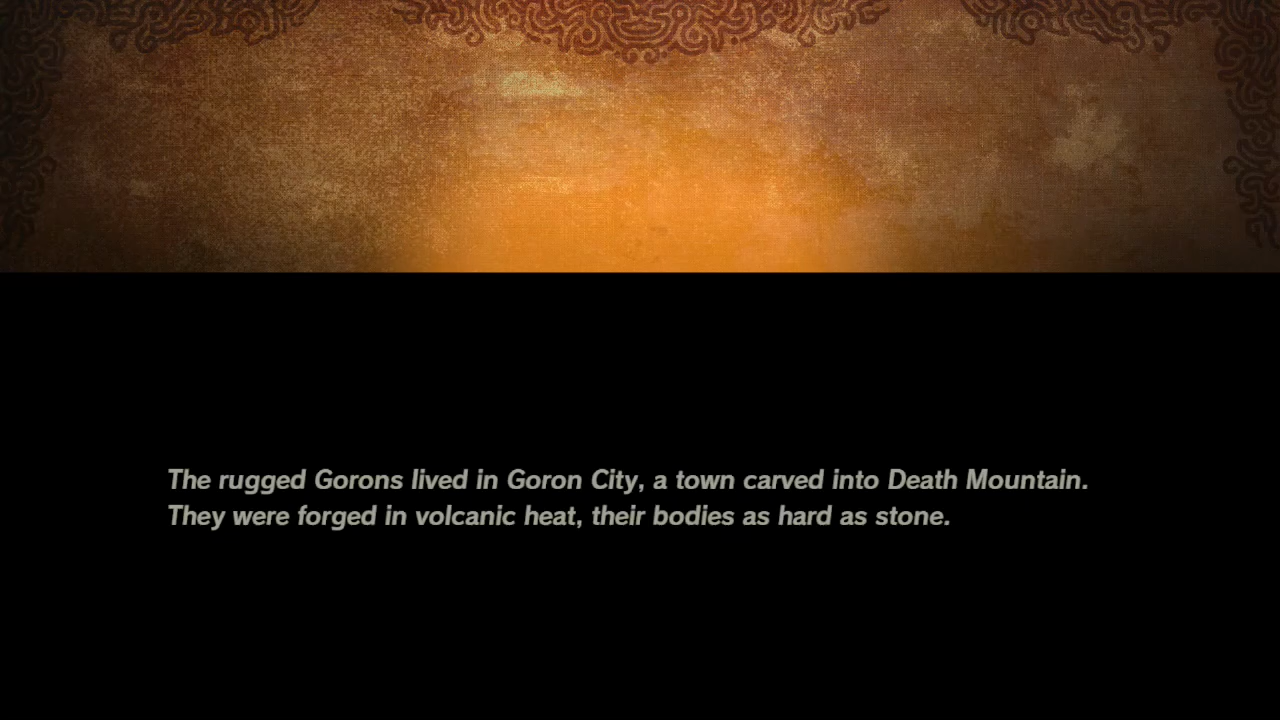 The rugged Gorons lived in Goron City, a town carved into Death Mountain.
They were forged in volcanic heat, their bodies as hard as stone.